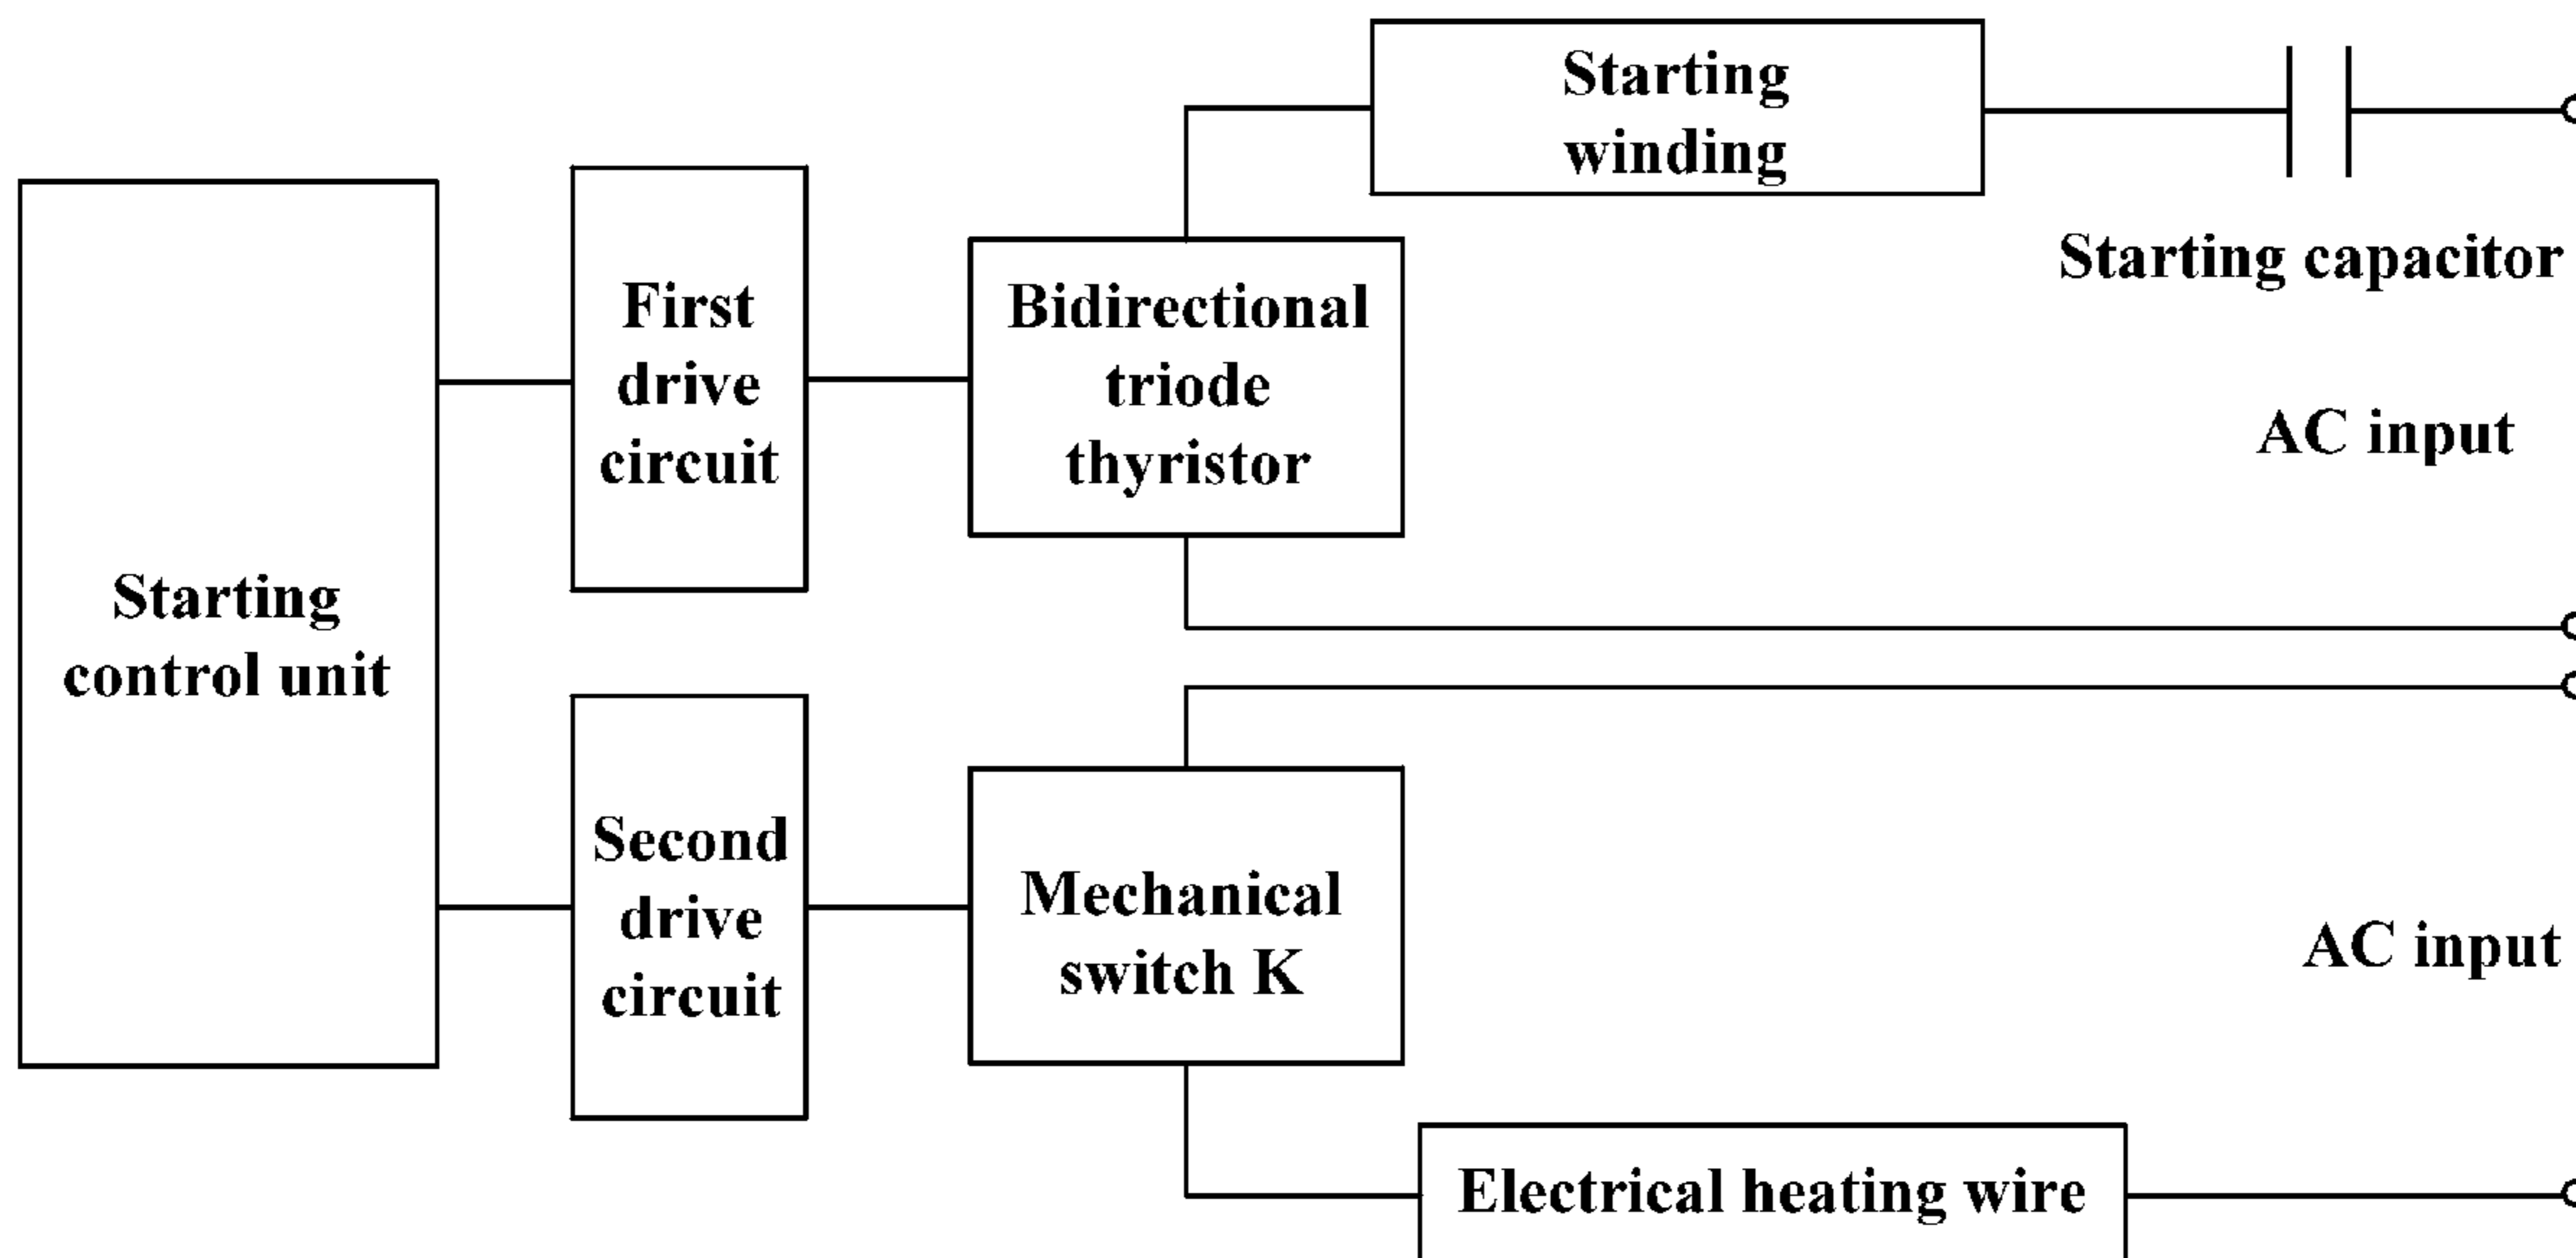 Starting
winding
Starting capacitor
First
drive
circuit
Bidirectional
triode
thyristor
AC input
Starting
control unit
Second
drive
circuit
Mechanical
switch K
AC input
Electrical heating wire